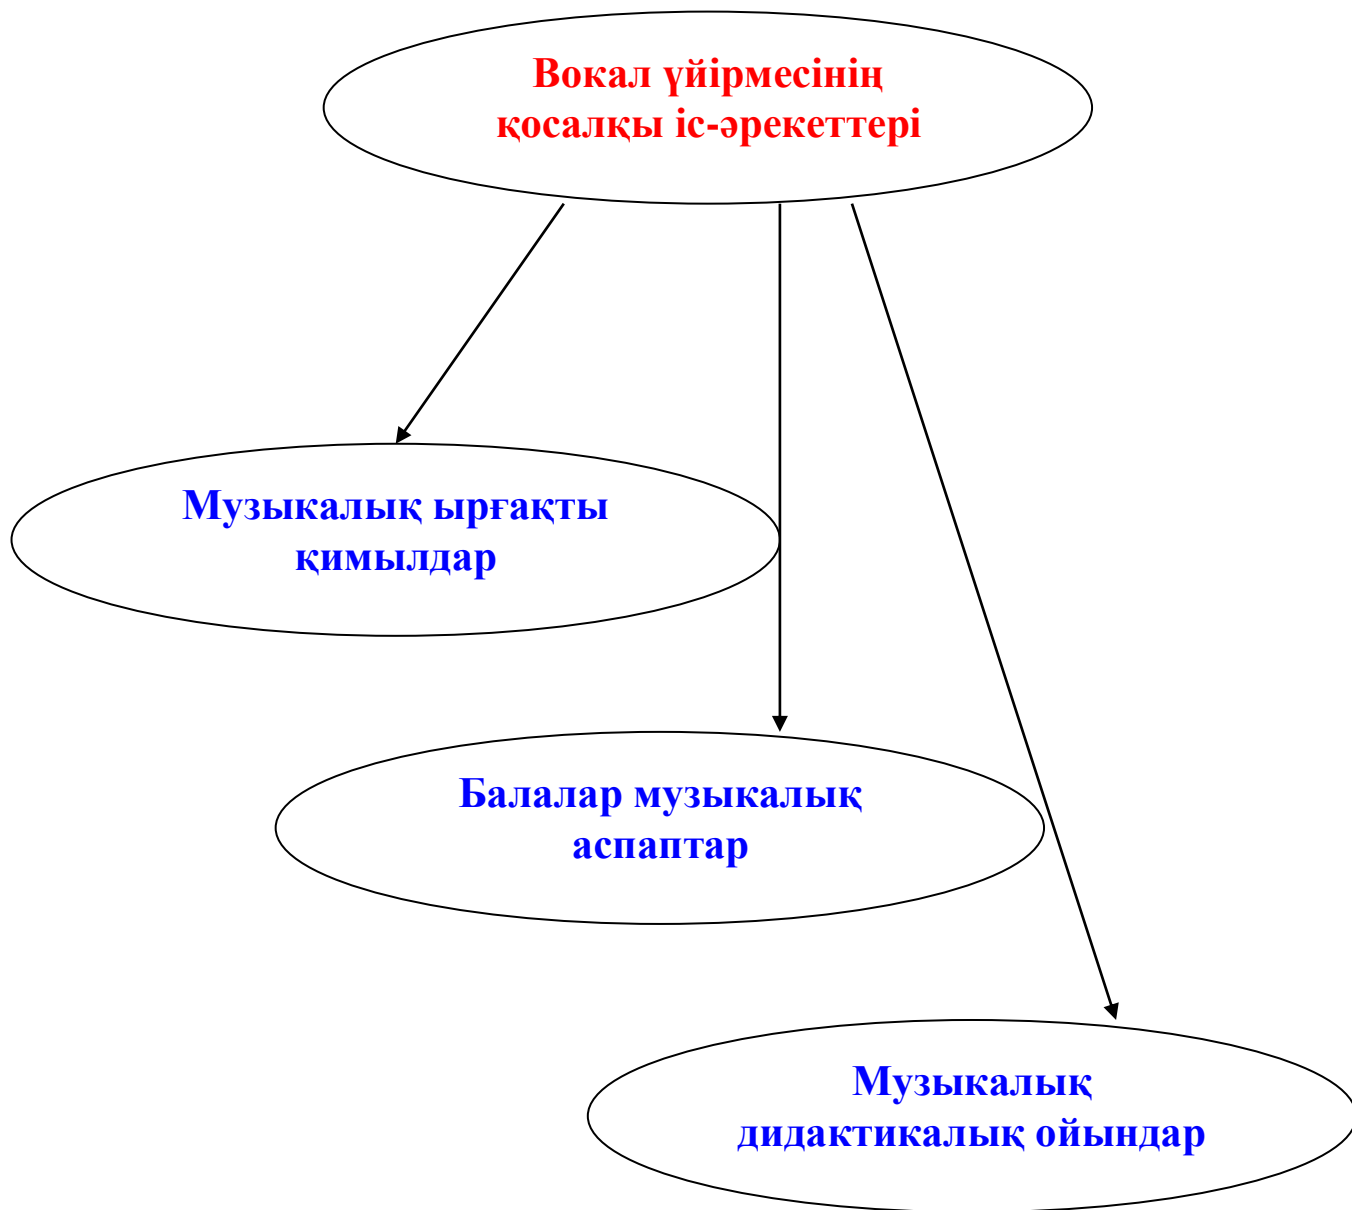 Вокал үйірмесінің
қосалқы іс-әрекеттері
Музыкалық ырғақты
қимылдар
Балалар музыкалық
аспаптар
Музыкалық
дидактикалық ойындар